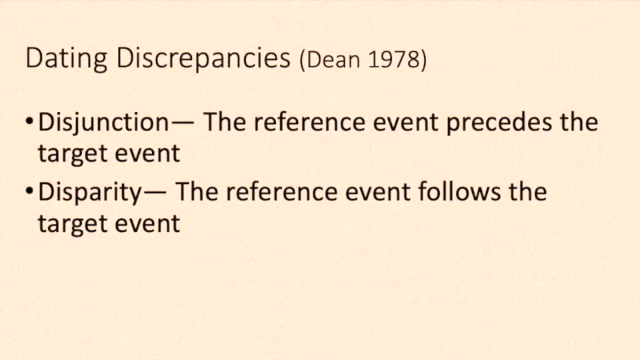 Dating Discrepancies (Dean 1978)
•Disjunction— The reference event precedes the
target event
•Disparity— The reference event follows the
target event